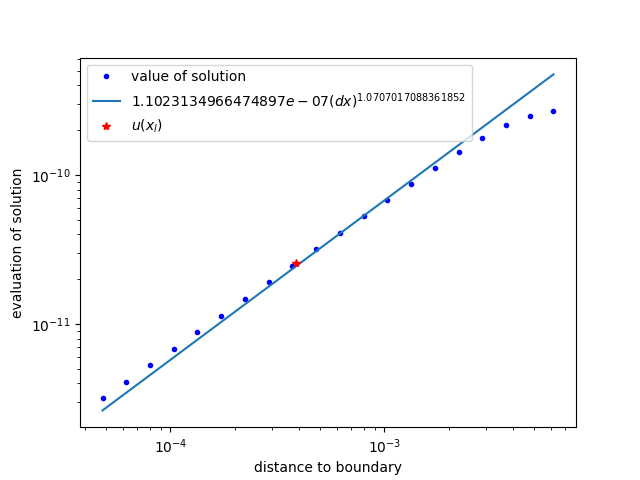 value of solution
1.1023134966474897e − 07(dx)^1.0707017088361852
u(x_l)
10^−10
10^−11
evaluation of solution
10^−4
10^−3
distance to boundary